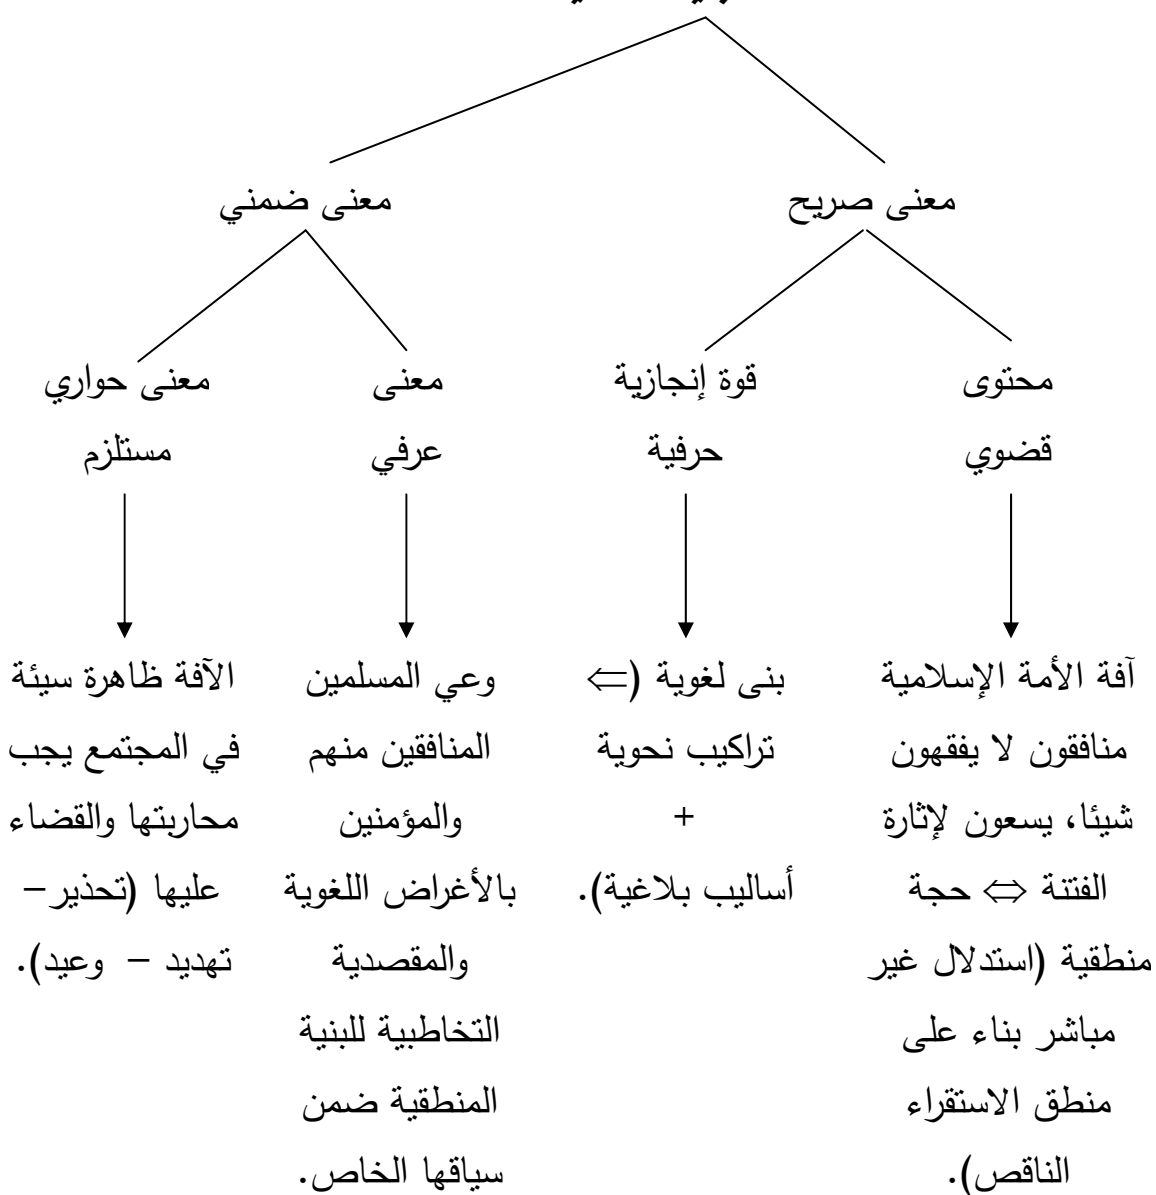 معنى صريح
معنى ضمني
محتوى
قضوي
قوة إنجازية
حرفية
معنى
عرفي
معنى حواري
مستلزم
آفة الأمة الإسلامية
منافقون لا يفقهون
شيئا، يسعون لإثارة
الفتنة ⇔ حجة
منطقية (استدلال غير
مباشر بناء على
منطق الاستقراء
الناقص).
بنى لغوية (⇐
تراكيب نحوية
+
أساليب بلاغية).
وعي المسلمين
المنافقين منهم
والمؤمنين
بالأغراض اللغوية
والمقصدية
التخاطبية للبنية
المنطقية ضمن
سياقها الخاص.
الآفة ظاهرة سيئة
في المجتمع يجب
محاربتها والقضاء
عليها (تحذير –
تهديد – وعيد).